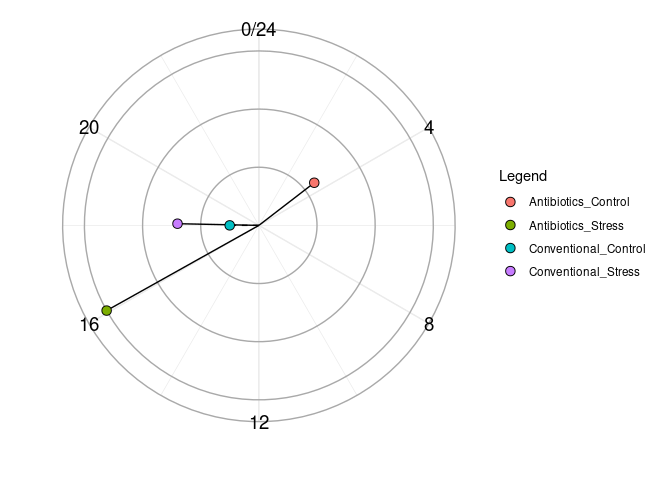 0/24
20
4
16
8
12
Legend
Antibiotics_Control
Antibiotics_Stress
Conventional_Control
Conventional_Stress